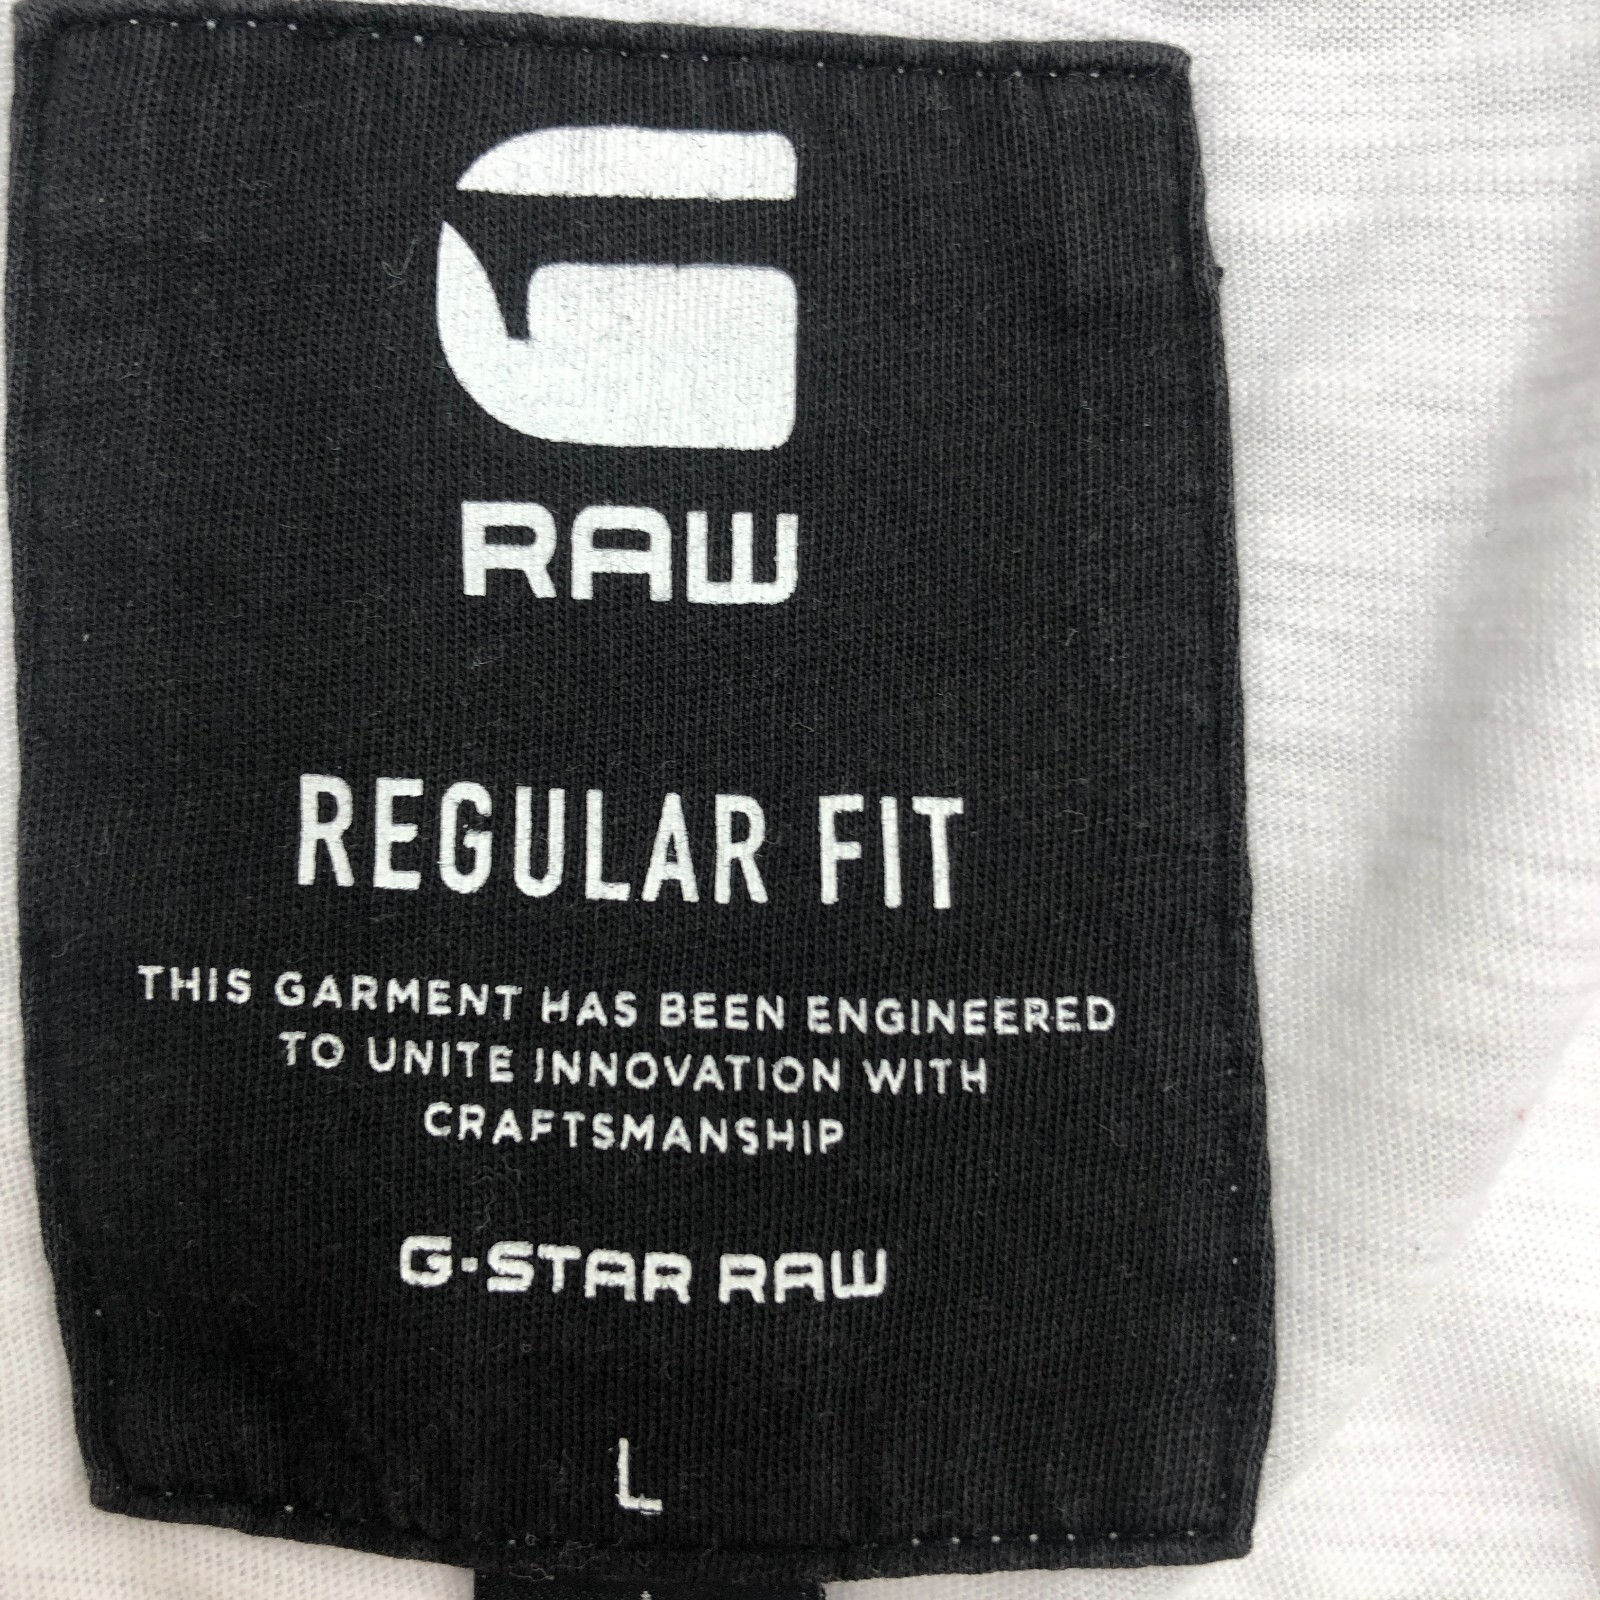 G
RAW
REGULAR FIT
THIS GARMENT HAS BEEN ENGINEERED
TO UNITE INNOVATION WITH
CRAFTSMANSHIP
G-STAR RAW
L